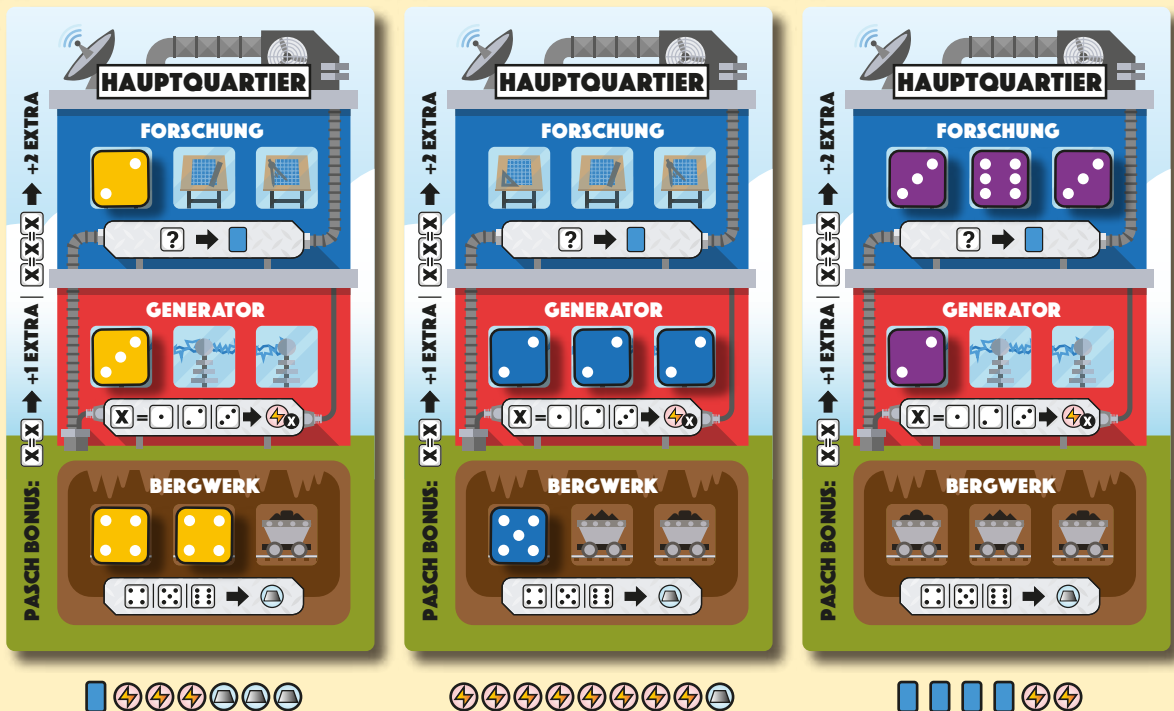 HAUPTQUARTIER
FORSCHUNG
?
GENERATOR
X =
X
BERGWERK
PASCH BONUS: X=X +1 EXTRA | X=X=X +2 EXTRA
HAUPTQUARTIER
FORSCHUNG
?
GENERATOR
X =
X
BERGWERK
PASCH BONUS: X=X +1 EXTRA | X=X=X +2 EXTRA
HAUPTQUARTIER
FORSCHUNG
?
GENERATOR
X =
X
BERGWERK
PASCH BONUS: X=X +1 EXTRA | X=X=X +2 EXTRA